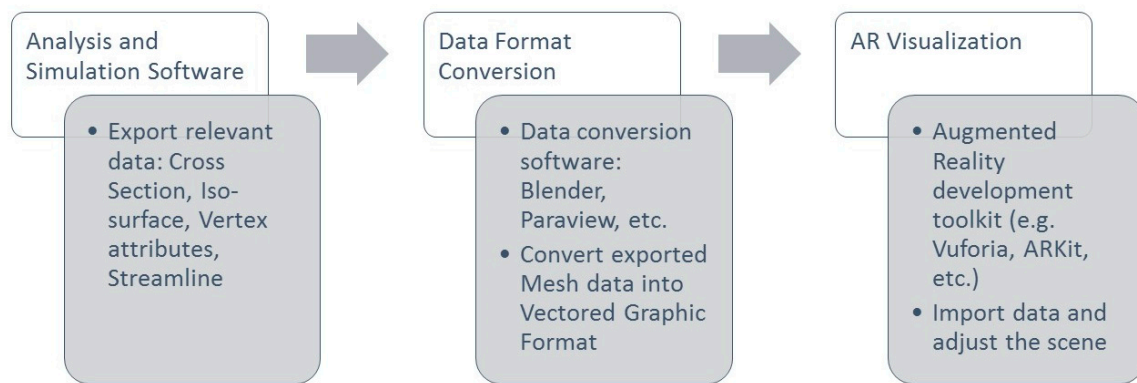 Analysis and
Simulation Software
• Export relevant
data: Cross
Section, Iso-
surface, Vertex
attributes,
Streamline
Data Format
Conversion
• Data conversion
software:
Blender,
Paraview, etc.
• Convert exported
Mesh data into
Vectored Graphic
Format
AR Visualization
• Augmented
Reality
development
toolkit (e.g.
Vuforia, ARKit,
etc.)
• Import data and
adjust the scene